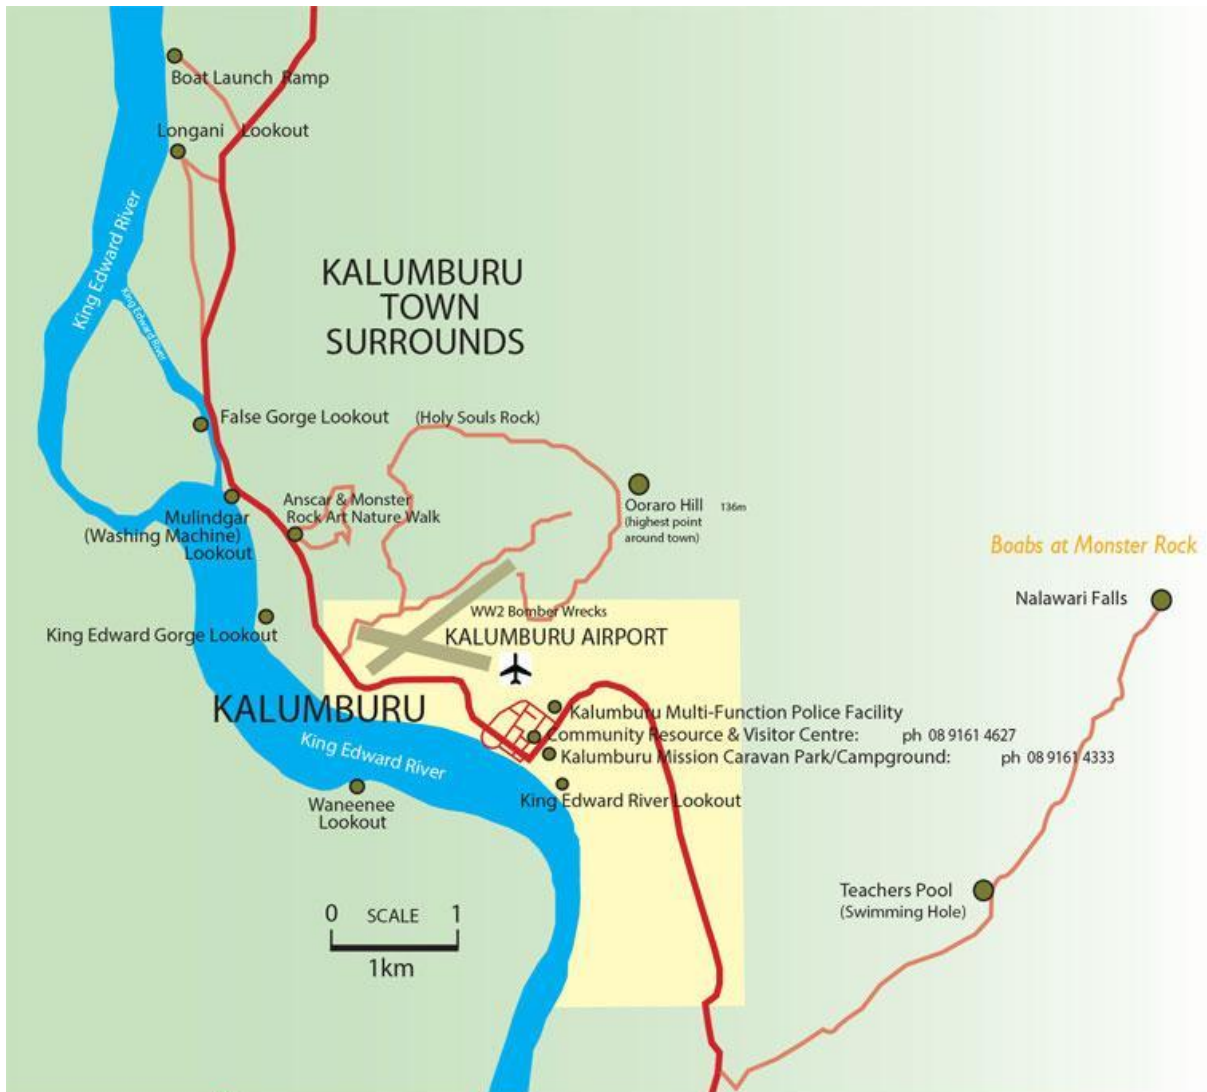 Boat Launch Ramp
Longani Lookout
King Edward River
King Edward River
KALUMBURU
TOWN
SURROUNDS
False Gorge Lookout
(Holy Souls Rock)
Anscar & Monster
Rock Art Nature Walk
Mulindgar
(Washing Machine)
Lookout
Ooraro Hill 136m
(highest point
around town)
Boabs at Monster Rock
Nalawari Falls
WW2 Bomber Wrecks
KALUMBURU AIRPORT
King Edward Gorge Lookout
KALUMBURU
Kalumburu Multi-Function Police Facility
Community Resource & Visitor Centre: ph 08 9161 4627
Kalumburu Mission Caravan Park/Campground: ph 08 9161 4333
King Edward River
King Edward River Lookout
Waneenee
Lookout
Teachers Pool
(Swimming Hole)
0 SCALE 1
1km